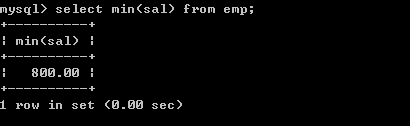 mysql> select min(sal) from emp;
+----------+
| min(sal) |
+----------+
|   800.00 |
+----------+
1 row in set (0.00 sec)